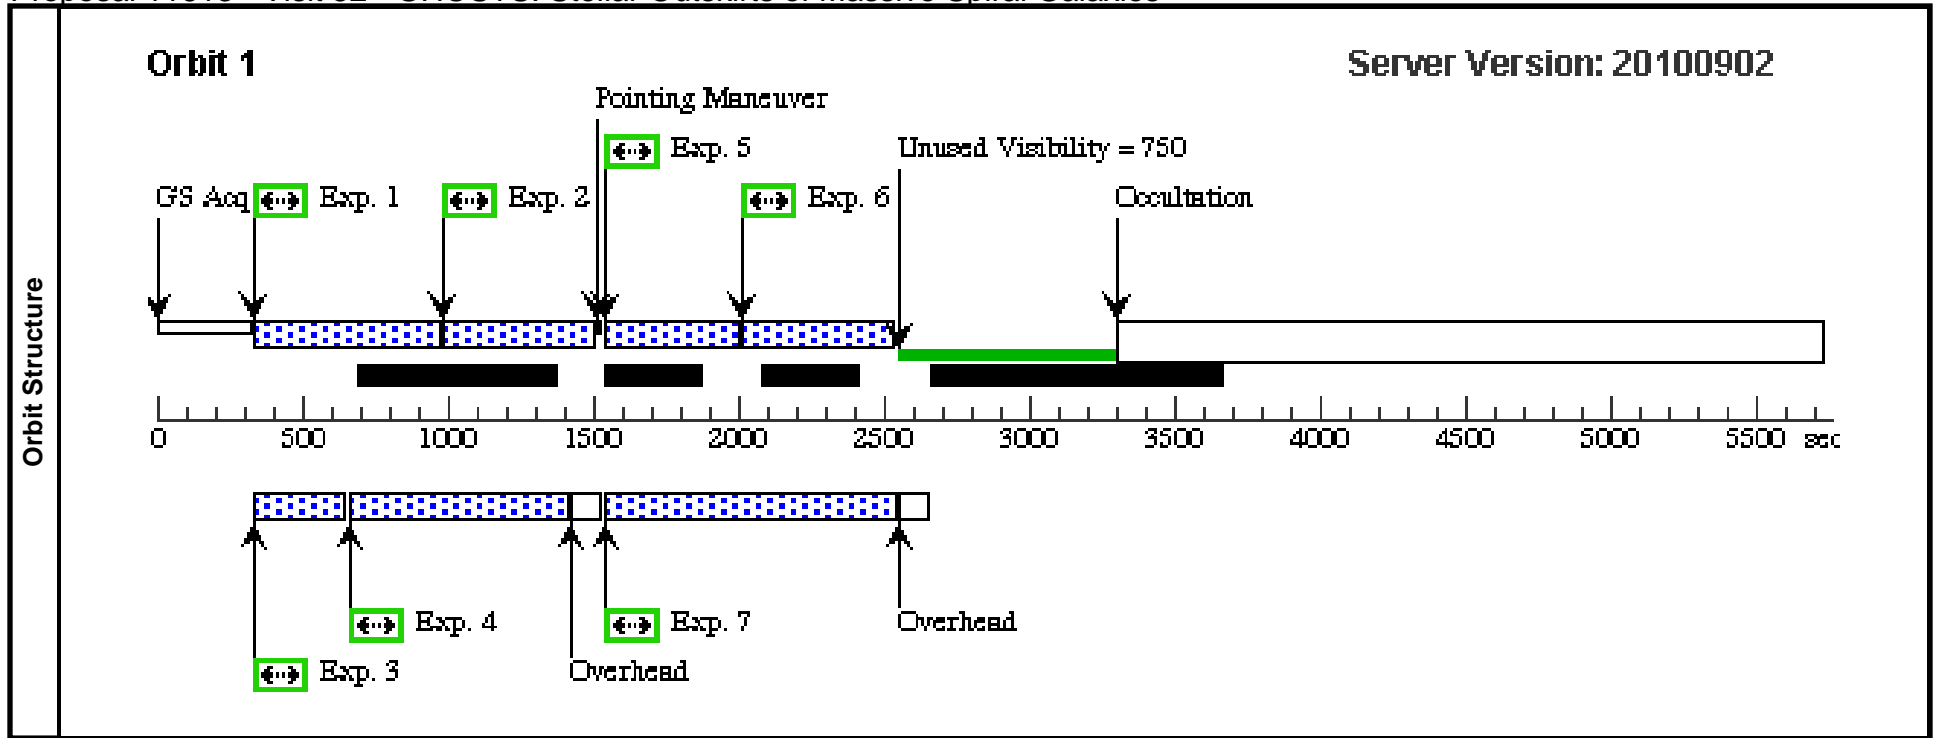 Orbit Structure
Orbit 1
Server Version: 20100902
Pointing Maneuver
Exp. 5
Unused Visibility = 750
GS Acq
Exp. 1
Exp. 2
Exp. 6
Occultation
0 500 1000 1500 2000 2500 3000 3500 4000 4500 5000 5500 sec
Exp. 4
Exp. 7
Overhead
Exp. 3
Overhead